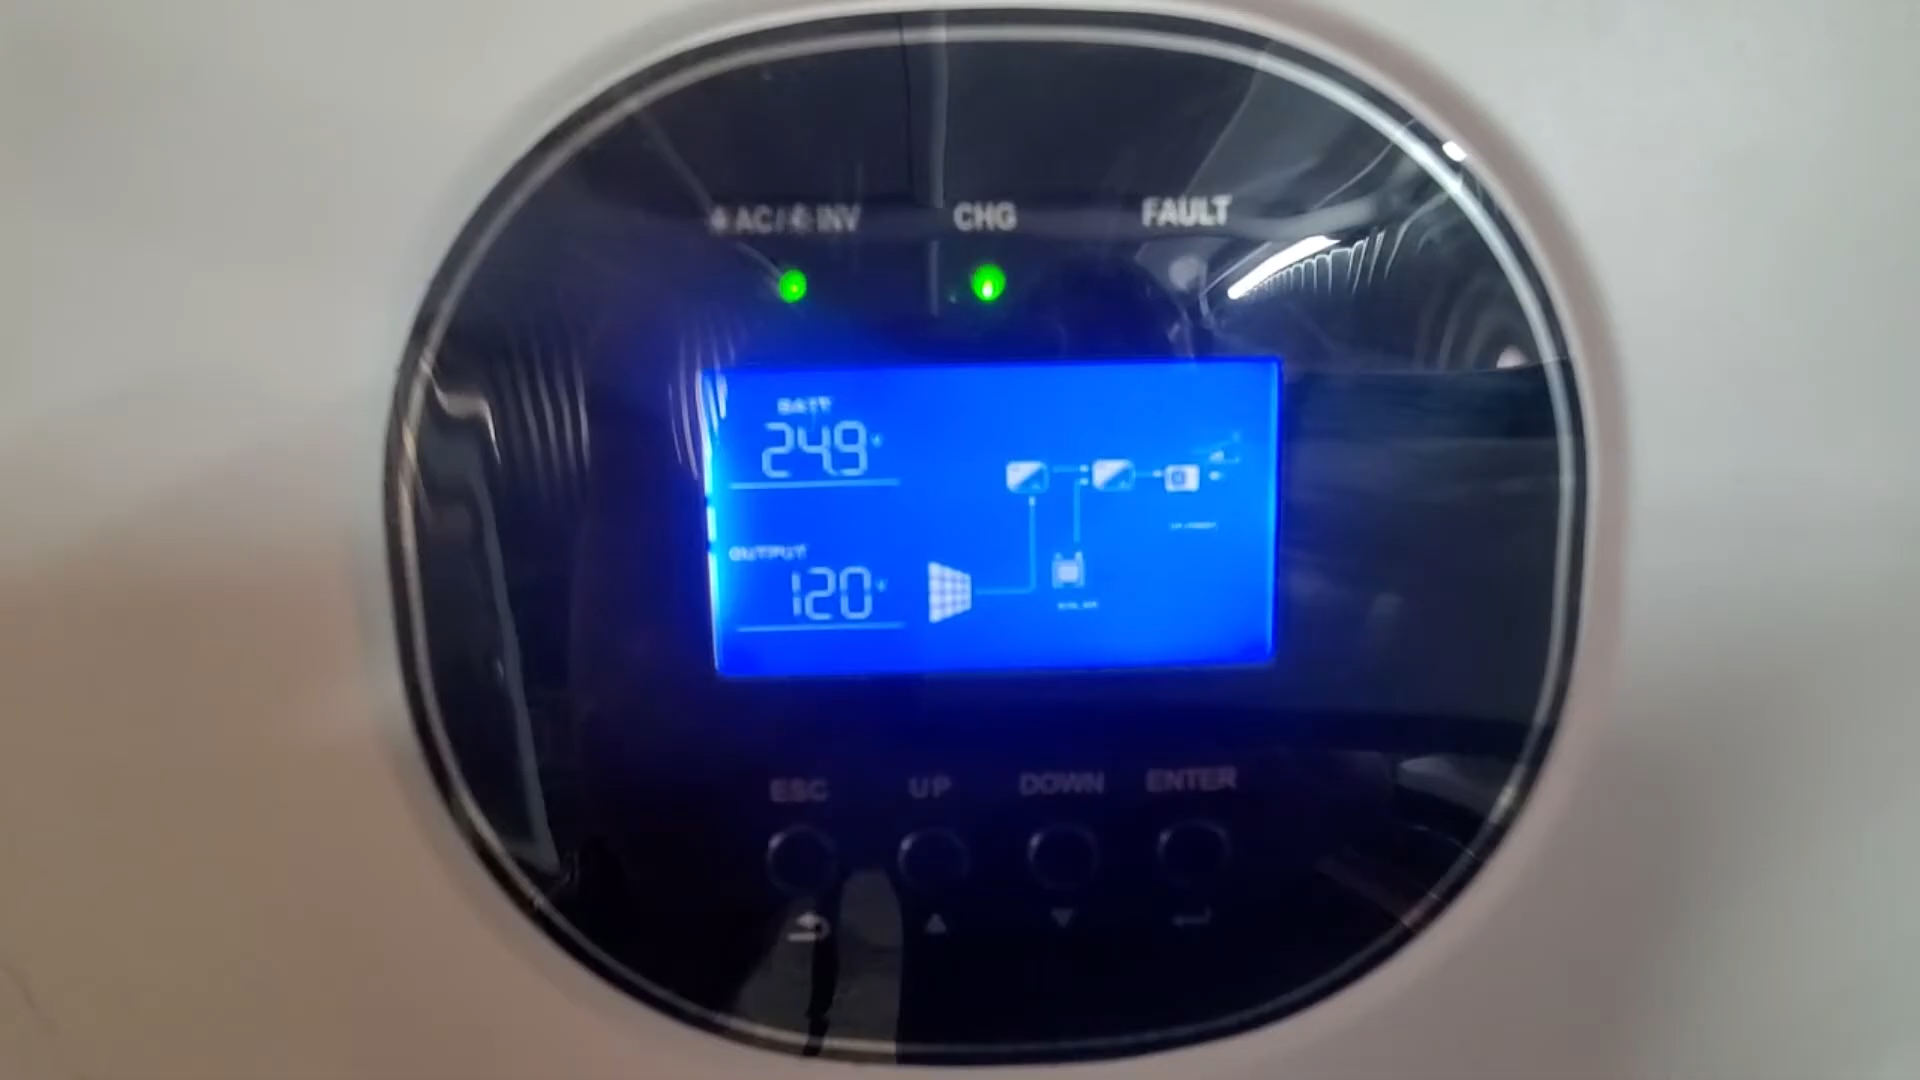 AC / INV CHG FAULT
BATT
24.9 V
OUTPUT
120 V
ESC UP DOWN ENTER